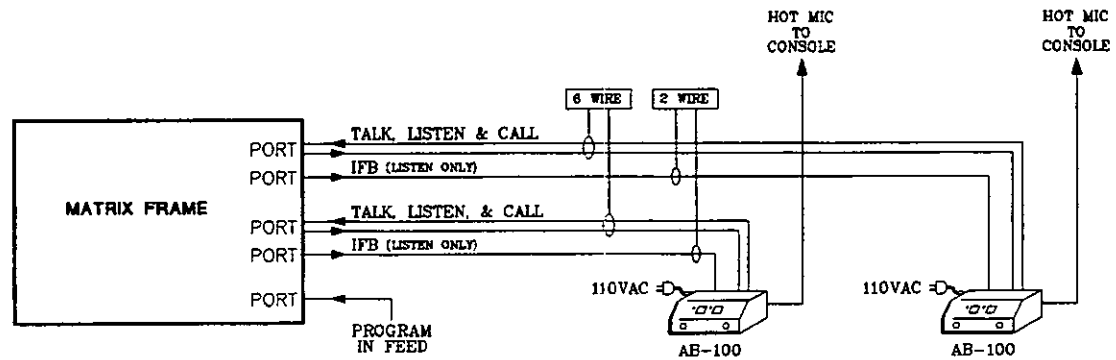 HOT MIC
TO
CONSOLE
HOT MIC
TO
CONSOLE
6 WIRE
2 WIRE
TALK, LISTEN & CALL
PORT
IFB (LISTEN ONLY)
PORT
MATRIX FRAME
TALK, LISTEN, & CALL
PORT
IFB (LISTEN ONLY)
PORT
110VAC
110VAC
PORT
PROGRAM
IN FEED
AB-100
AB-100